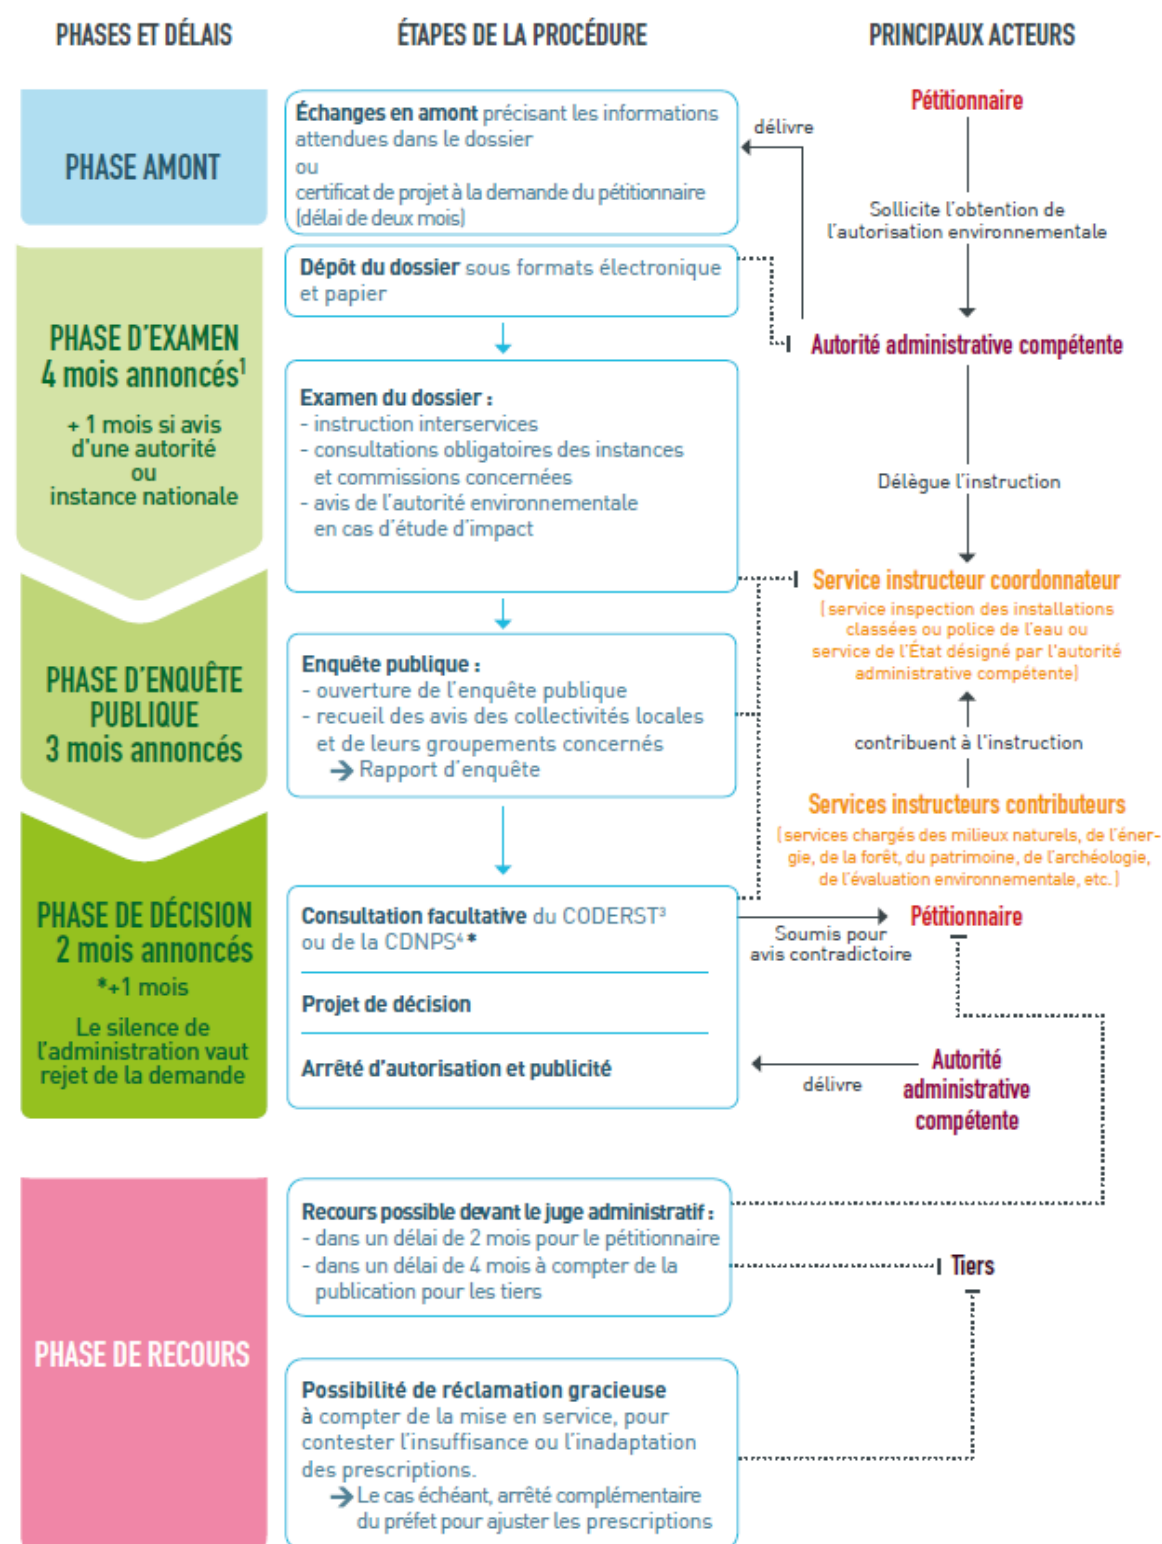 PHASES ET DÉLAIS
ÉTAPES DE LA PROCÉDURE
PRINCIPAUX ACTEURS
PHASE AMONT
Échanges en amont précisant les informations
attendues dans le dossier
ou
certificat de projet à la demande du pétitionnaire
(délai de deux mois)
délivre
Pétitionnaire
Sollicite l'obtention de
l'autorisation environnementale
Dépôt du dossier sous formats électronique
et papier
Autorité administrative compétente
PHASE D'EXAMEN
4 mois annoncés¹
+ 1 mois si avis
d'une autorité
ou
instance nationale
Examen du dossier :
- instruction interservices
- consultations obligatoires des instances
et commissions concernées
- avis de l'autorité environnementale
en cas d'étude d'impact
Délègue l'instruction
Service instructeur coordonnateur
( service inspection des installations
classées ou police de l'eau ou
service de l'État désigné par l'autorité
administrative compétente)
PHASE D'ENQUÊTE
PUBLIQUE
3 mois annoncés
Enquête publique :
- ouverture de l'enquête publique
- recueil des avis des collectivités locales
et de leurs groupements concernés
→ Rapport d'enquête
contribuent à l'instruction
Services instructeurs contributeurs
( services chargés des milieux naturels, de l'éner-
gie, de la forêt, du patrimoine, de l'archéologie,
de l'évaluation environnementale, etc. )
PHASE DE DÉCISION
2 mois annoncés
*+1 mois
Le silence de
l'administration vaut
rejet de la demande
Consultation facultative du CODERST³
ou de la CDNPS⁴ *
Projet de décision
Arrêté d'autorisation et publicité
Pétitionnaire
Soumis pour
avis contradictoire
Autorité
administrative
compétente
délivre
PHASE DE RECOURS
Recours possible devant le juge administratif :
- dans un délai de 2 mois pour le pétitionnaire
- dans un délai de 4 mois à compter de la
publication pour les tiers
Tiers
Possibilité de réclamation gracieuse
à compter de la mise en service, pour
contester l'insuffisance ou l'inadaptation
des prescriptions.
→ Le cas échéant, arrêté complémentaire
du préfet pour ajuster les prescriptions